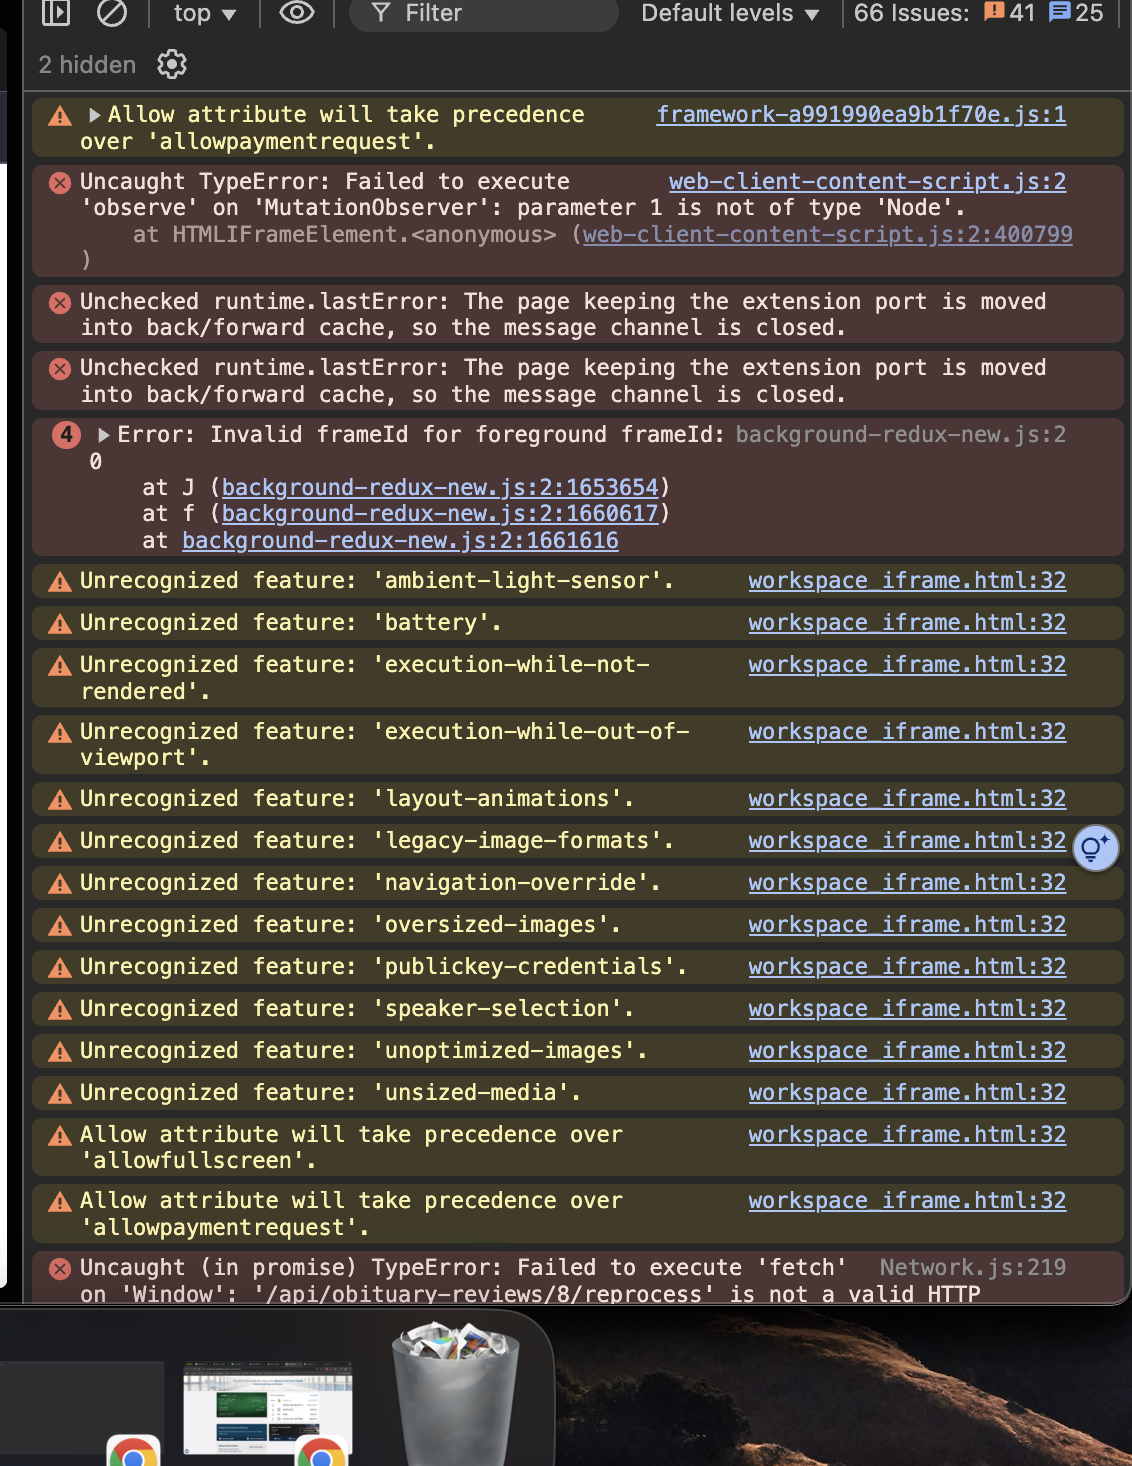 top ▼ Filter Default levels ▼ 66 Issues: 41 25
2 hidden
▶Allow attribute will take precedence framework-a991990ea9b1f70e.js:1
over 'allowpaymentrequest'.
Uncaught TypeError: Failed to execute web-client-content-script.js:2
'observe' on 'MutationObserver': parameter 1 is not of type 'Node'.
at HTMLIFrameElement.<anonymous> (web-client-content-script.js:2:400799
)
Unchecked runtime.lastError: The page keeping the extension port is moved
into back/forward cache, so the message channel is closed.
Unchecked runtime.lastError: The page keeping the extension port is moved
into back/forward cache, so the message channel is closed.
4 ▶Error: Invalid frameId for foreground frameId: background-redux-new.js:2
0
at J (background-redux-new.js:2:1653654)
at f (background-redux-new.js:2:1660617)
at background-redux-new.js:2:1661616
Unrecognized feature: 'ambient-light-sensor'. workspace_iframe.html:32
Unrecognized feature: 'battery'. workspace_iframe.html:32
Unrecognized feature: 'execution-while-not- workspace_iframe.html:32
rendered'.
Unrecognized feature: 'execution-while-out-of- workspace_iframe.html:32
viewport'.
Unrecognized feature: 'layout-animations'. workspace_iframe.html:32
Unrecognized feature: 'legacy-image-formats'. workspace_iframe.html:32
Unrecognized feature: 'navigation-override'. workspace_iframe.html:32
Unrecognized feature: 'oversized-images'. workspace_iframe.html:32
Unrecognized feature: 'publickey-credentials'. workspace_iframe.html:32
Unrecognized feature: 'speaker-selection'. workspace_iframe.html:32
Unrecognized feature: 'unoptimized-images'. workspace_iframe.html:32
Unrecognized feature: 'unsized-media'. workspace_iframe.html:32
Allow attribute will take precedence over workspace_iframe.html:32
'allowfullscreen'.
Allow attribute will take precedence over workspace_iframe.html:32
'allowpaymentrequest'.
Uncaught (in promise) TypeError: Failed to execute 'fetch' Network.js:219
on 'Window': '/api/obituary-reviews/8/reprocess' is not a valid HTTP